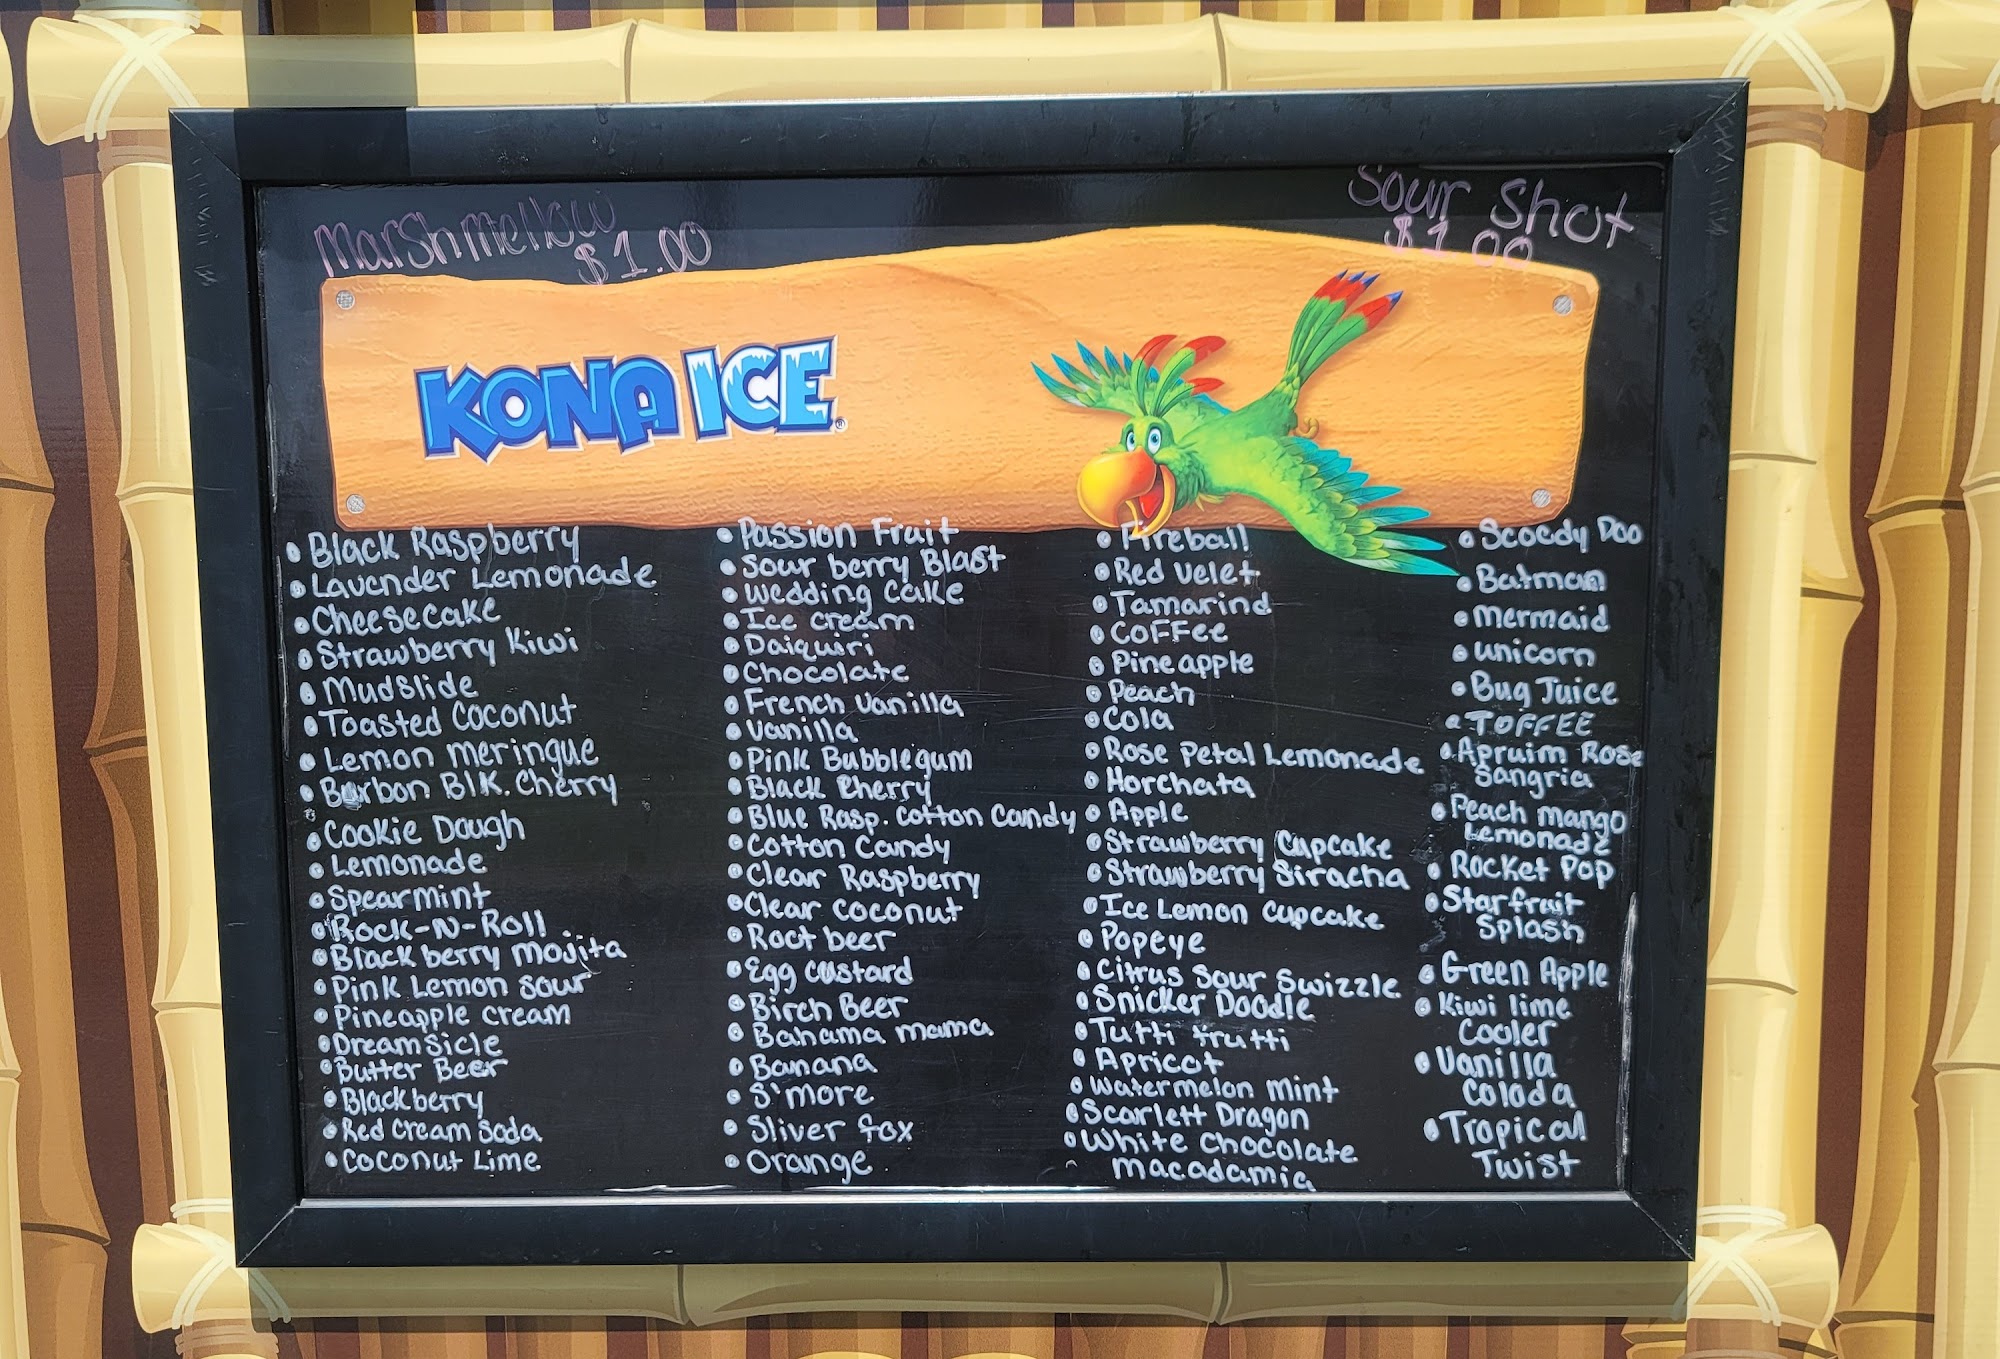 Marshmellow
$1.00
Sour Shot
$1.00
KONA ICE
• Black Raspberry
• Lavender Lemonade
• Cheesecake
• Strawberry Kiwi
• Mudslide
• Toasted Coconut
• Lemon meringue
• Burbon Blk. Cherry
• Cookie Dough
• Lemonade
• Spearmint
• Rock-N-Roll
• Blackberry Mojita
• Pink Lemon Sour
• Pineapple Cream
• Dreamsicle
• Butter Beer
• Blackberry
• Red Cream Soda
• Coconut Lime
• Passion Fruit
• Sour berry Blast
• Wedding Cake
• Ice cream
• Daiquiri
• Chocolate
• French Vanilla
• Vanilla
• Pink Bubblegum
• Black Cherry
• Blue Rasp. Cotton Candy
• Cotton Candy
• Clear Raspberry
• Clear Coconut
• Root beer
• Egg Custard
• Birch Beer
• Bahama mama
• Banana
• S'more
• Sliver fox
• Orange
• Fireball
• Red Velet
• Tamarind
• Coffee
• Pineapple
• Peach
• Cola
• Rose Petal Lemonade
• Horchata
• Apple
• Strawberry Cupcake
• Strawberry Siracha
• Ice Lemon Cupcake
• Popeye
• Citrus Sour Swizzle
• Snicker Doodle
• Tutti frutti
• Apricot
• Watermelon mint
• Scarlett Dragon
• White Chocolate
macadamia
• Scoody Doo
• Batman
• Mermaid
• unicorn
• Bug Juice
• TOFFEE
• Apruim Rose
Sangria
• Peach mango
Lemonade
• Rocket Pop
• Starfruit
Splash
• Green Apple
• Kiwi lime
Cooler
• Vanilla
Colada
• Tropical
Twist